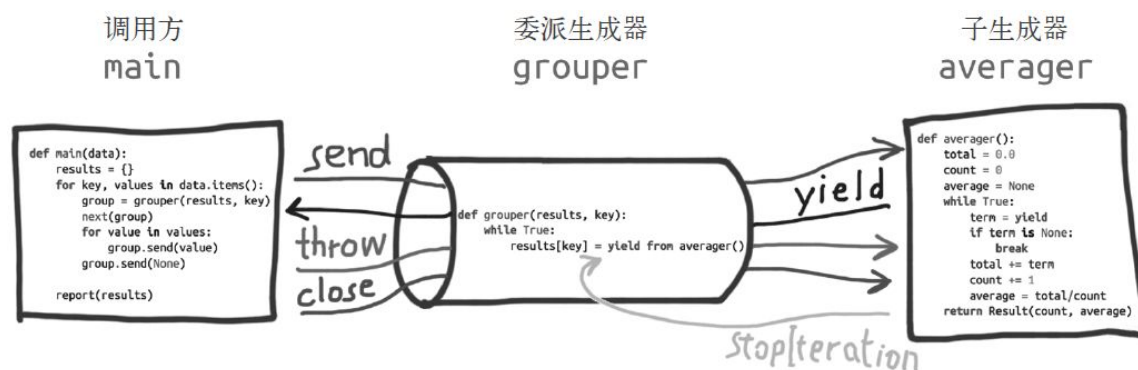 调用方
main
def main(data):
    results = {}
    for key, values in data.items():
        group = grouper(results, key)
        next(group)
        for value in values:
            group.send(value)
        group.send(None)
    report(results)
send
throw
close
委派生成器
grouper
def grouper(results, key):
    while True:
        results[key] = yield from averager()
yield
StopIteration
子生成器
averager
def averager():
    total = 0.0
    count = 0
    average = None
    while True:
        term = yield
        if term is None:
            break
        total += term
        count += 1
        average = total/count
    return Result(count, average)